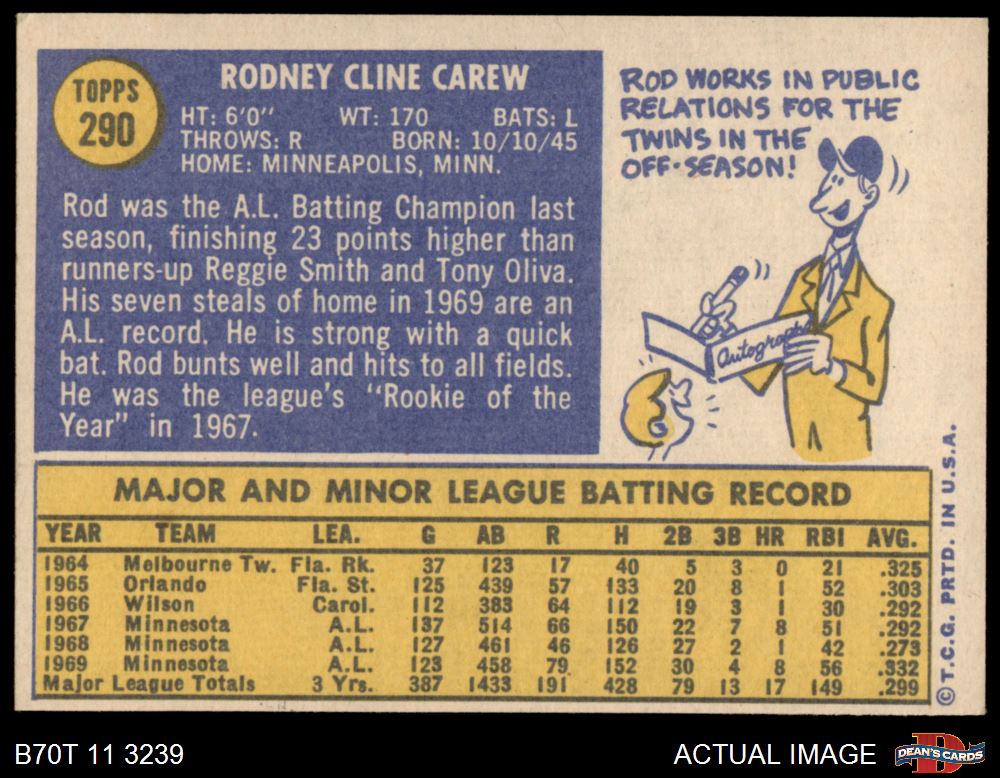 TOPPS
290
RODNEY CLINE CAREW
HT: 6'0" WT: 170 BATS: L
THROWS: R BORN: 10/10/45
HOME: MINNEAPOLIS, MINN.
Rod was the A.L. Batting Champion last
season, finishing 23 points higher than
runners-up Reggie Smith and Tony Oliva.
His seven steals of home in 1969 are an
A.L. record. He is strong with a quick
bat. Rod bunts well and hits to all fields.
He was the league's "Rookie of the
Year" in 1967.
ROD WORKS IN PUBLIC
RELATIONS FOR THE
TWINS IN THE
OFF-SEASON!
Autographs
MAJOR AND MINOR LEAGUE BATTING RECORD
YEAR TEAM LEA. G AB R H 2B 3B HR RBI AVG.
1964 Melbourne Tw. Fla. Rk. 37 123 17 40 5 3 0 21 .325
1965 Orlando Fla. St. 125 439 57 133 20 8 1 52 .303
1966 Wilson Carol. 112 383 64 112 19 3 1 30 .292
1967 Minnesota A.L. 137 514 66 150 22 7 8 51 .292
1968 Minnesota A.L. 127 461 46 126 27 2 1 42 .273
1969 Minnesota A.L. 123 458 79 152 30 4 8 56 .332
Major League Totals 3 Yrs. 387 1433 191 428 79 13 17 149 .299
© T.C.G. PRTD. IN U.S.A.
B70T 11 3239
ACTUAL IMAGE
DEAN'S CARDS